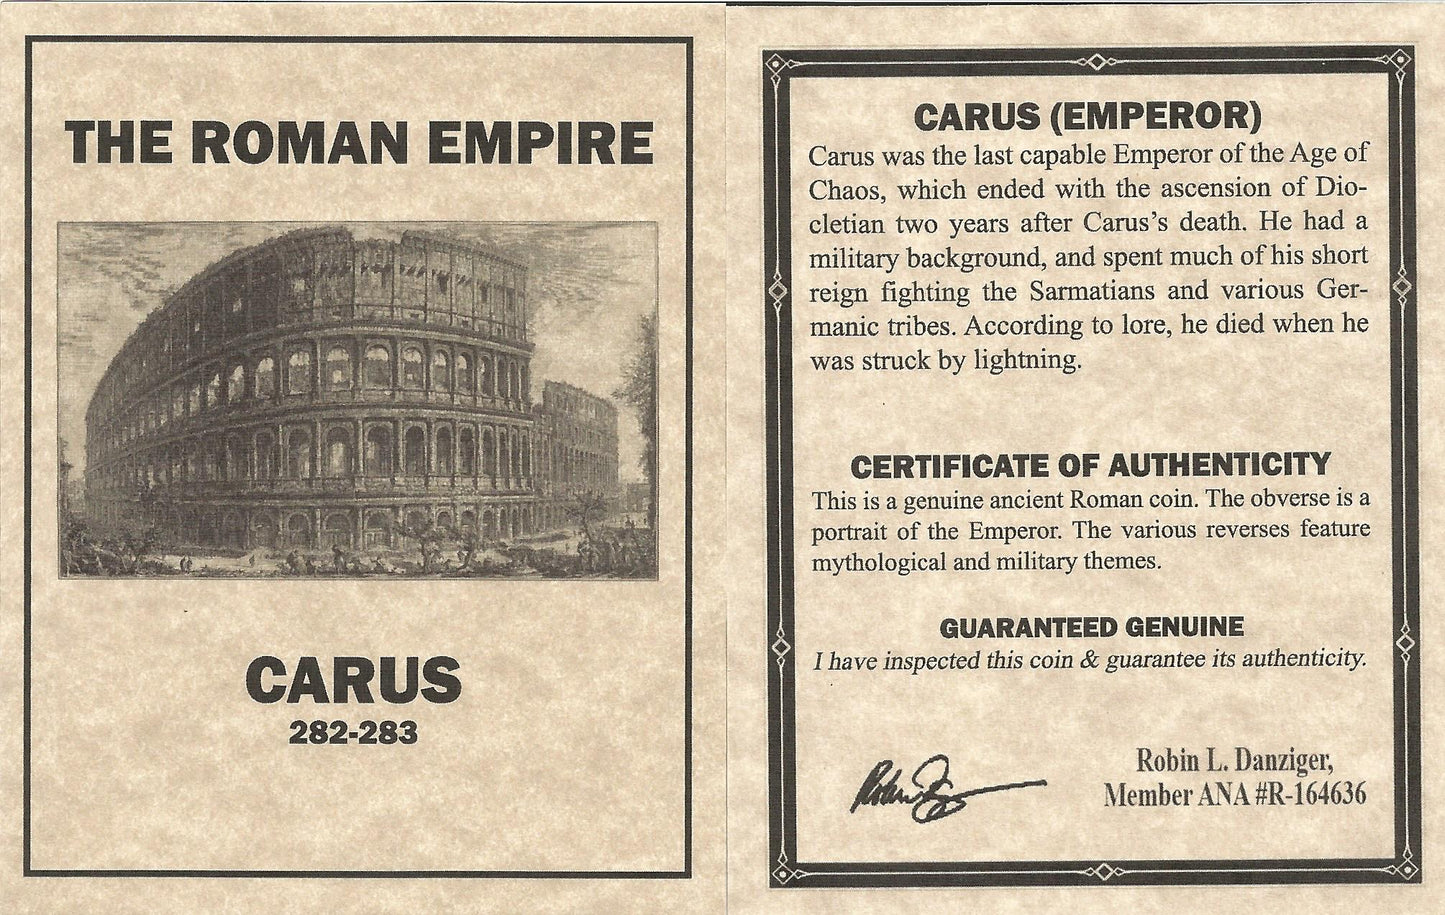 THE ROMAN EMPIRE
CARUS
282-283
CARUS (EMPEROR)
Carus was the last capable Emperor of the Age of
Chaos, which ended with the ascension of Dio-
cletian two years after Carus's death. He had a
military background, and spent much of his short
reign fighting the Sarmatians and various Ger-
manic tribes. According to lore, he died when he
was struck by lightning.
CERTIFICATE OF AUTHENTICITY
This is a genuine ancient Roman coin. The obverse is a
portrait of the Emperor. The various reverses feature
mythological and military themes.
GUARANTEED GENUINE
I have inspected this coin & guarantee its authenticity.
Robin L. Danziger,
Member ANA #R-164636